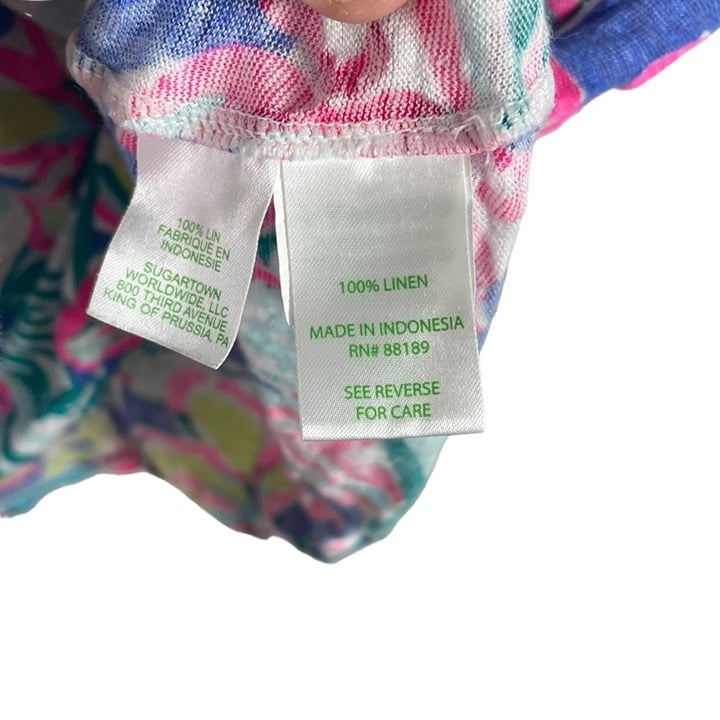 100% LIN
FABRIQUE EN
INDONESIE
SUGARTOWN
WORLDWIDE, LLC
800 THIRD AVENUE
KING OF PRUSSIA, PA
100% LINEN
MADE IN INDONESIA
RN# 88189
SEE REVERSE
FOR CARE